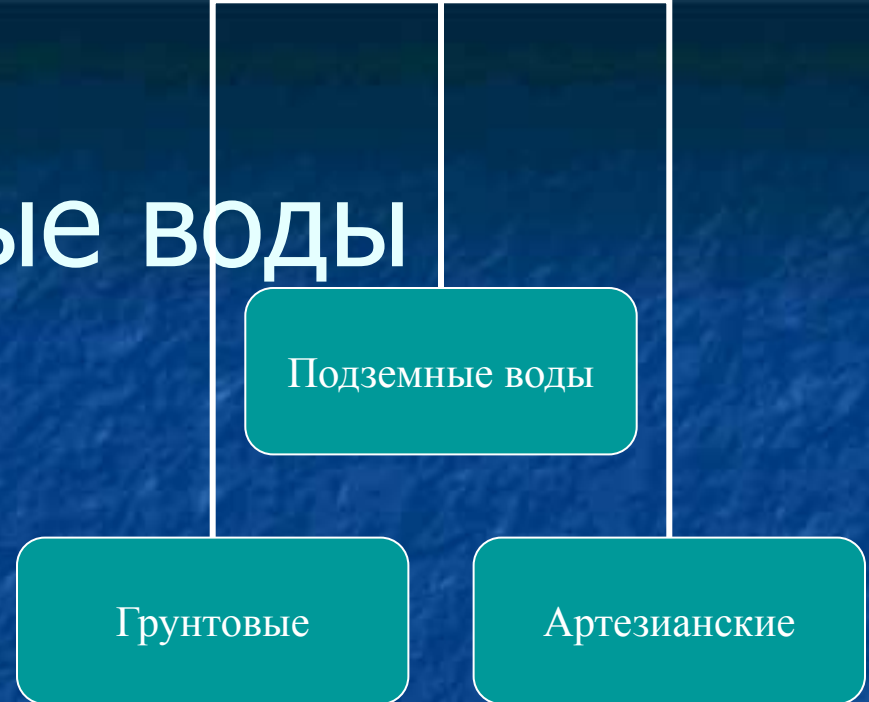 ые воды
Подземные воды
Грунтовые
Артезианские